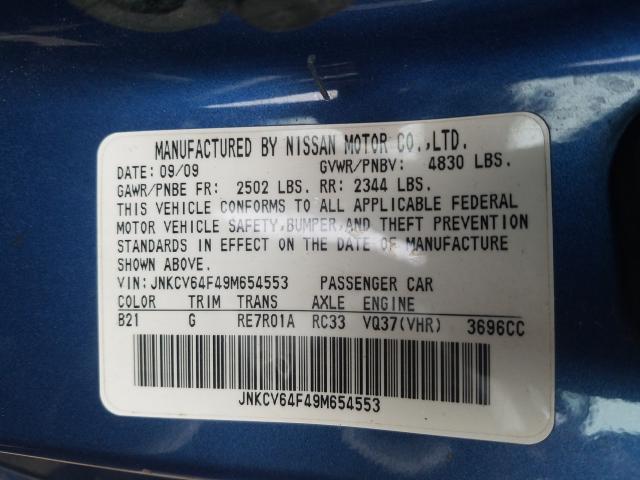 MANUFACTURED BY NISSAN MOTOR CO.,LTD.
DATE: 09/09 GVWR/PNBV: 4830 LBS.
GAWR/PNBE FR: 2502 LBS. RR: 2344 LBS.
THIS VEHICLE CONFORMS TO ALL APPLICABLE FEDERAL
MOTOR VEHICLE SAFETY,BUMPER,AND THEFT PREVENTION
STANDARDS IN EFFECT ON THE DATE OF MANUFACTURE
SHOWN ABOVE.
VIN:JNKCV64F49M654553 PASSENGER CAR
COLOR TRIM TRANS AXLE ENGINE
B21 G RE7R01A RC33 VQ37(VHR) 3696CC
JNKCV64F49M654553